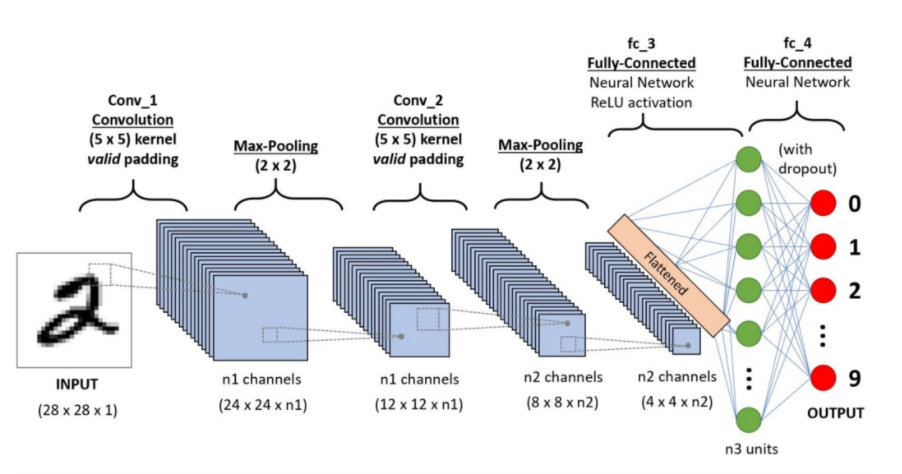 fc_3
Fully-Connected
Neural Network
ReLU activation
fc_4
Fully-Connected
Neural Network
Conv_1
Convolution
(5 x 5) kernel
valid padding
Max-Pooling
(2 x 2)
Conv_2
Convolution
(5 x 5) kernel
valid padding
Max-Pooling
(2 x 2)
(with
dropout)
2
Flattened
0
1
2
⋮
9
⋮
INPUT
(28 x 28 x 1)
n1 channels
(24 x 24 x n1)
n1 channels
(12 x 12 x n1)
n2 channels
(8 x 8 x n2)
n2 channels
(4 x 4 x n2)
OUTPUT
n3 units